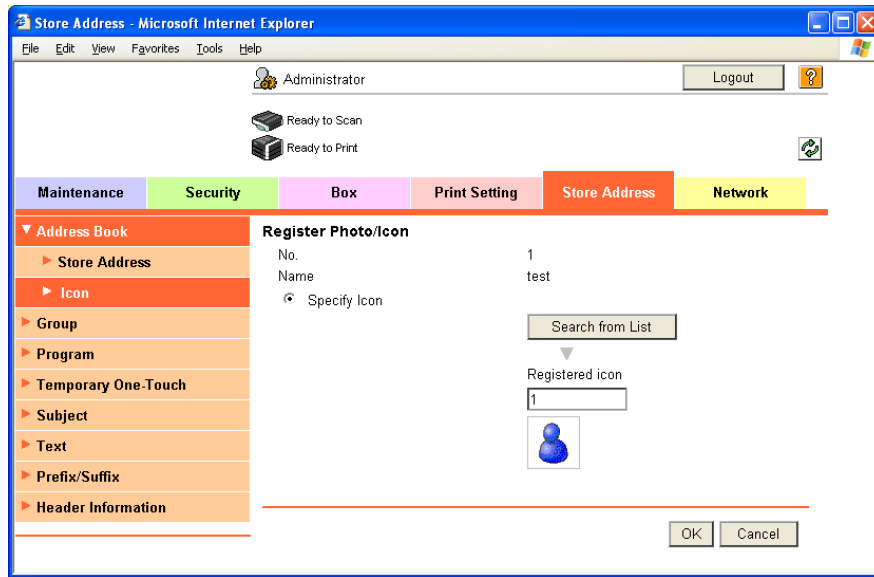 Store Address - Microsoft Internet Explorer
File Edit View Favorites Tools Help
Administrator
Logout
?
Ready to Scan
Ready to Print
Maintenance Security Box Print Setting Store Address Network
Address Book
Store Address
Icon
Group
Program
Temporary One-Touch
Subject
Text
Prefix/Suffix
Header Information
Register Photo/Icon
No. 1
Name test
Specify Icon
Search from List
Registered icon
1
OK Cancel